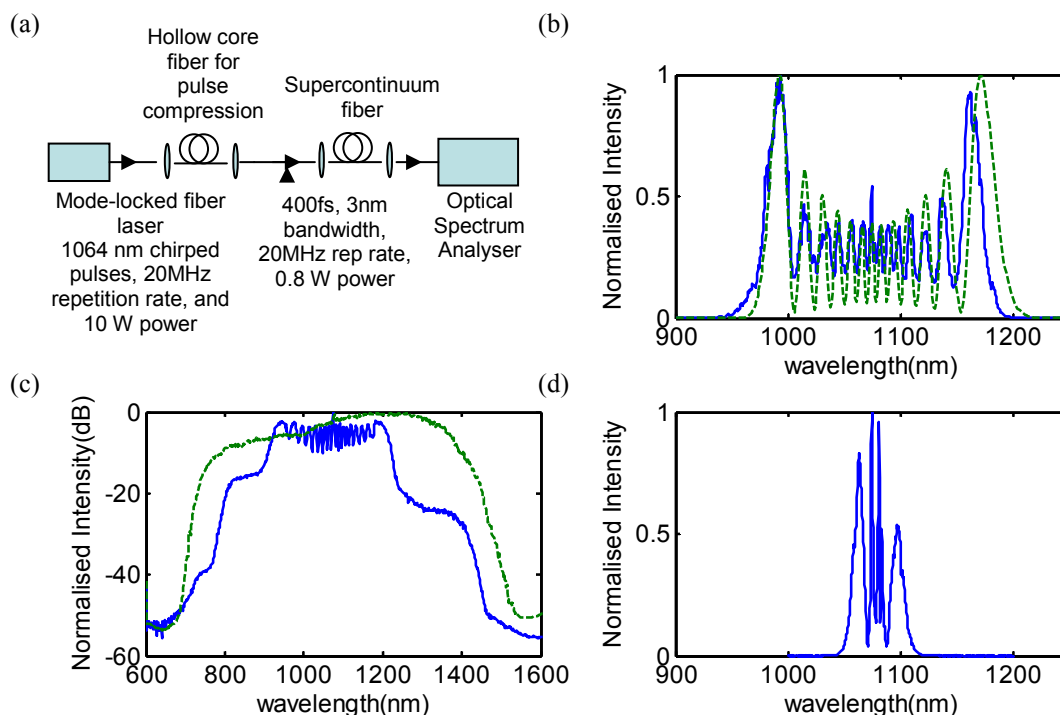 (a)
Hollow core
fiber for
pulse
compression
Supercontinuum
fiber
Mode-locked fiber
laser
1064 nm chirped
pulses, 20MHz
repetition rate, and
10 W power
400fs, 3nm
bandwidth,
20MHz rep rate,
0.8 W power
Optical
Spectrum
Analyser
(b)
Normalised Intensity
1
0.5
0
900 1000 1100 1200
wavelength(nm)
(c)
Normalised Intensity(dB)
0
-20
-40
-60
600 800 1000 1200 1400 1600
wavelength(nm)
(d)
Normalised Intensity
1
0.5
0
900 1000 1100 1200
wavelength(nm)